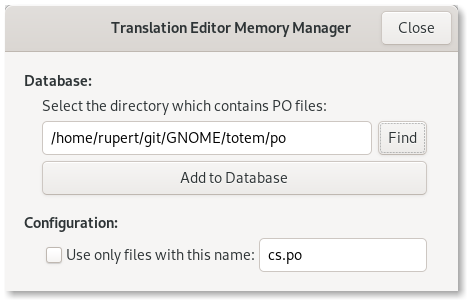 Translation Editor Memory Manager
Close
Database:
Select the directory which contains PO files:
/home/rupert/git/GNOME/totem/po
Find
Add to Database
Configuration:
Use only files with this name:
cs.po